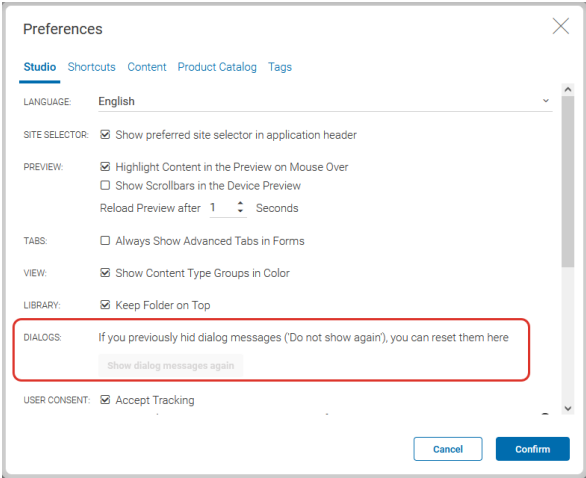 Preferences
Studio Shortcuts Content Product Catalog Tags
LANGUAGE: English
SITE SELECTOR: Show preferred site selector in application header
PREVIEW: Highlight Content in the Preview on Mouse Over
Show Scrollbars in the Device Preview
Reload Preview after 1 Seconds
TABS: Always Show Advanced Tabs in Forms
VIEW: Show Content Type Groups in Color
LIBRARY: Keep Folder on Top
DIALOGS: If you previously hid dialog messages ('Do not show again'), you can reset them here
Show dialog messages again
USER CONSENT: Accept Tracking
Cancel Confirm